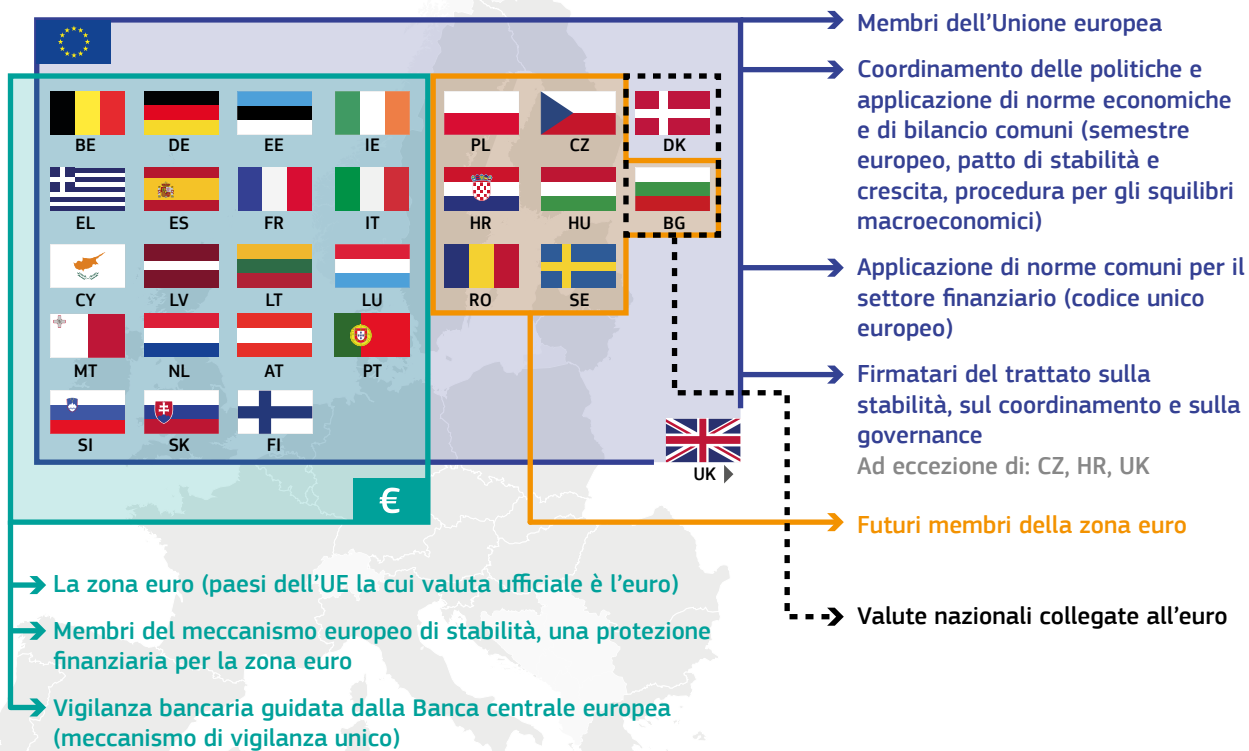 Membri dell'Unione europea
Coordinamento delle politiche e
applicazione di norme economiche
e di bilancio comuni (semestre
europeo, patto di stabilità e
crescita, procedura per gli squilibri
macroeconomici)
Applicazione di norme comuni per il
settore finanziario (codice unico
europeo)
Firmatari del trattato sulla
stabilità, sul coordinamento e sulla
governance
Ad eccezione di: CZ, HR, UK
Futuri membri della zona euro
Valute nazionali collegate all'euro
BE DE EE IE PL CZ DK
EL ES FR IT HR HU BG
CY LV LT LU RO SE
MT NL AT PT
SI SK FI
UK
€
La zona euro (paesi dell'UE la cui valuta ufficiale è l'euro)
Membri del meccanismo europeo di stabilità, una protezione
finanziaria per la zona euro
Vigilanza bancaria guidata dalla Banca centrale europea
(meccanismo di vigilanza unico)